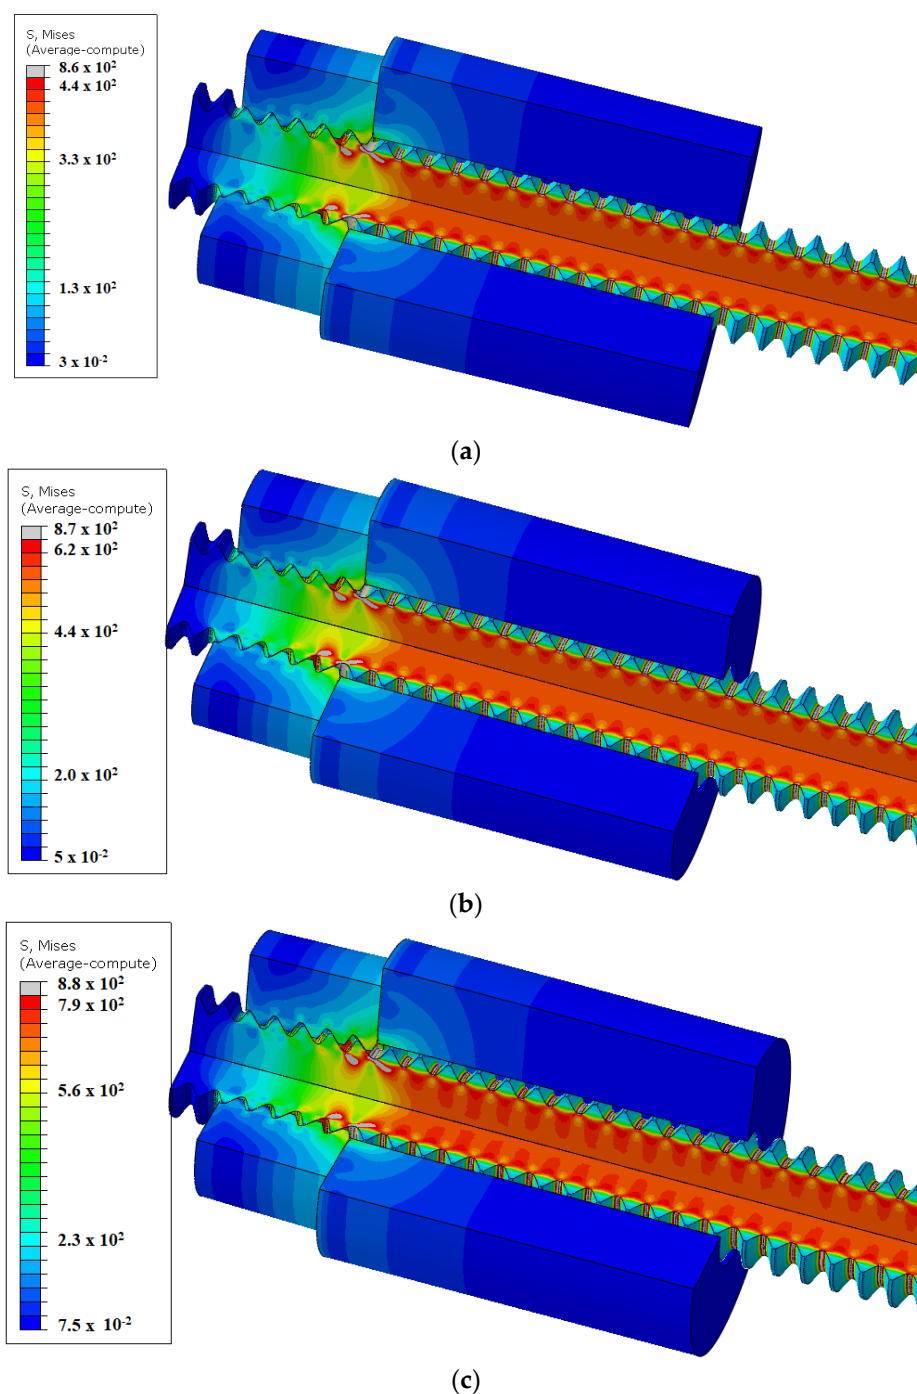 S, Mises
(Average-compute)
8.6 x 10²
4.4 x 10²
3.3 x 10²
1.3 x 10²
3 x 10⁻²
(a)
S, Mises
(Average-compute)
8.7 x 10²
6.2 x 10²
4.4 x 10²
2.0 x 10²
5 x 10⁻²
(b)
S, Mises
(Average-compute)
8.8 x 10²
7.9 x 10²
5.6 x 10²
2.3 x 10²
7.5 x 10⁻²
(c)